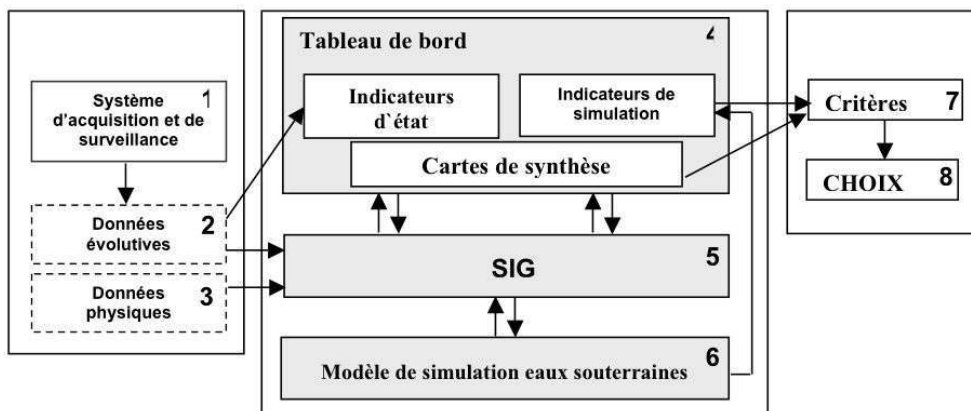 1
Système
d'acquisition et de
surveillance
Données
évolutives
2
Données
physiques
3
Tableau de bord
4
Indicateurs
d`état
Indicateurs de
simulation
Cartes de synthèse
SIG
5
Modèle de simulation eaux souterraines
6
Critères
7
CHOIX
8